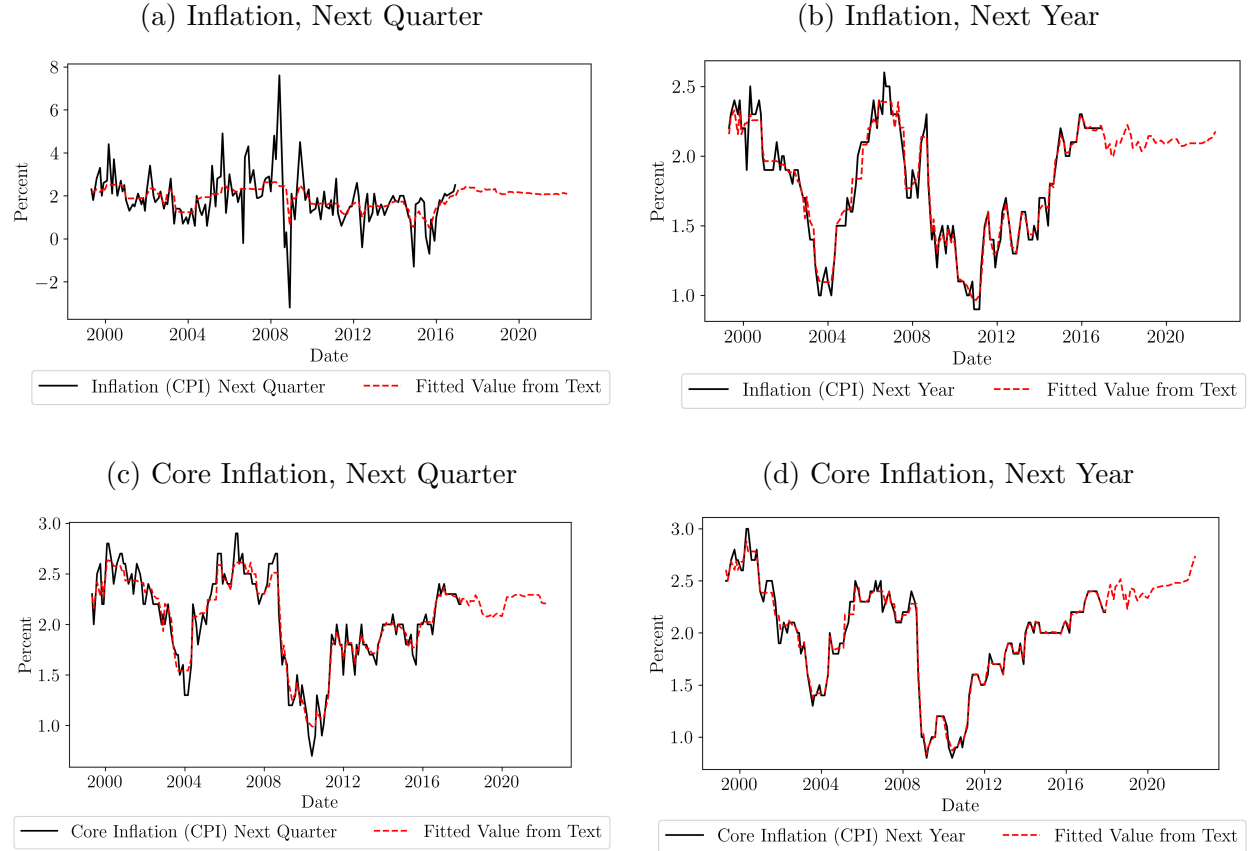 (a) Inflation, Next Quarter
8
6
4
2
0
−2
Percent
2000 2004 2008 2012 2016 2020
Date
Inflation (CPI) Next Quarter Fitted Value from Text
(b) Inflation, Next Year
2.5
2.0
1.5
1.0
Percent
2000 2004 2008 2012 2016 2020
Date
Inflation (CPI) Next Year Fitted Value from Text
(c) Core Inflation, Next Quarter
3.0
2.5
2.0
1.5
1.0
Percent
2000 2004 2008 2012 2016 2020
Date
Core Inflation (CPI) Next Quarter Fitted Value from Text
(d) Core Inflation, Next Year
3.0
2.5
2.0
1.5
1.0
Percent
2000 2004 2008 2012 2016 2020
Date
Core Inflation (CPI) Next Year Fitted Value from Text